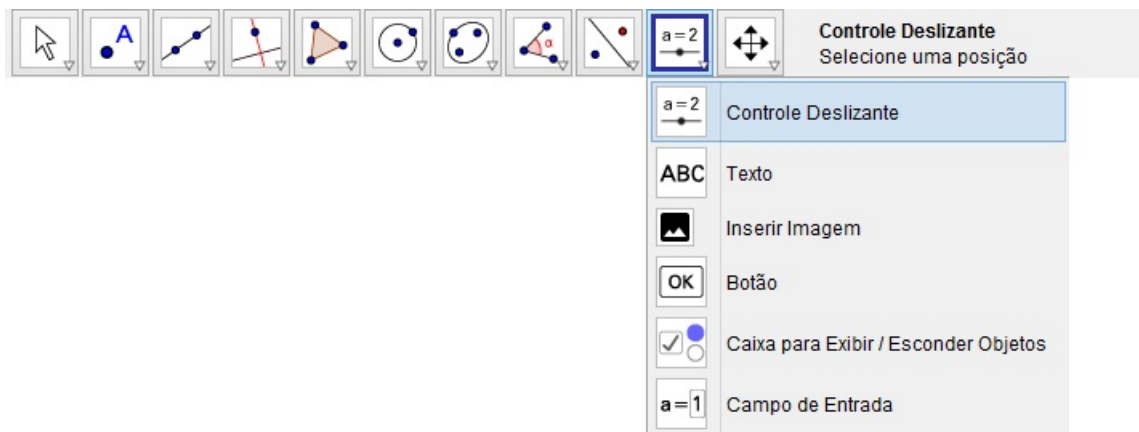 A
α
a=2
Controle Deslizante
Selecione uma posição
a=2
Controle Deslizante
ABC
Texto
Inserir Imagem
OK
Botão
Caixa para Exibir / Esconder Objetos
a=1
Campo de Entrada